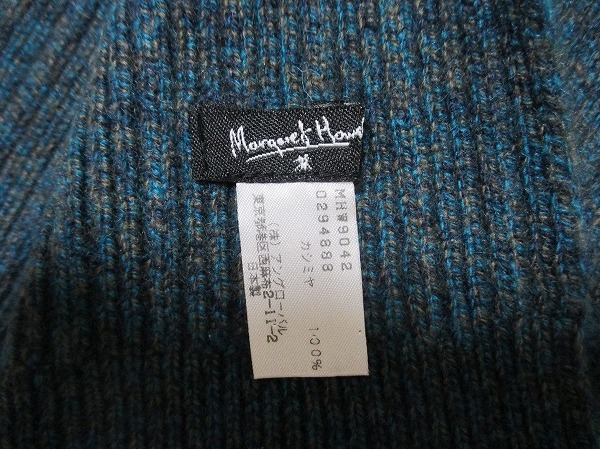 Margaret How
MHW9042
0294888
カシミヤ 100%
(株)アングローバル
東京都港区西麻布2-11-2
日本製